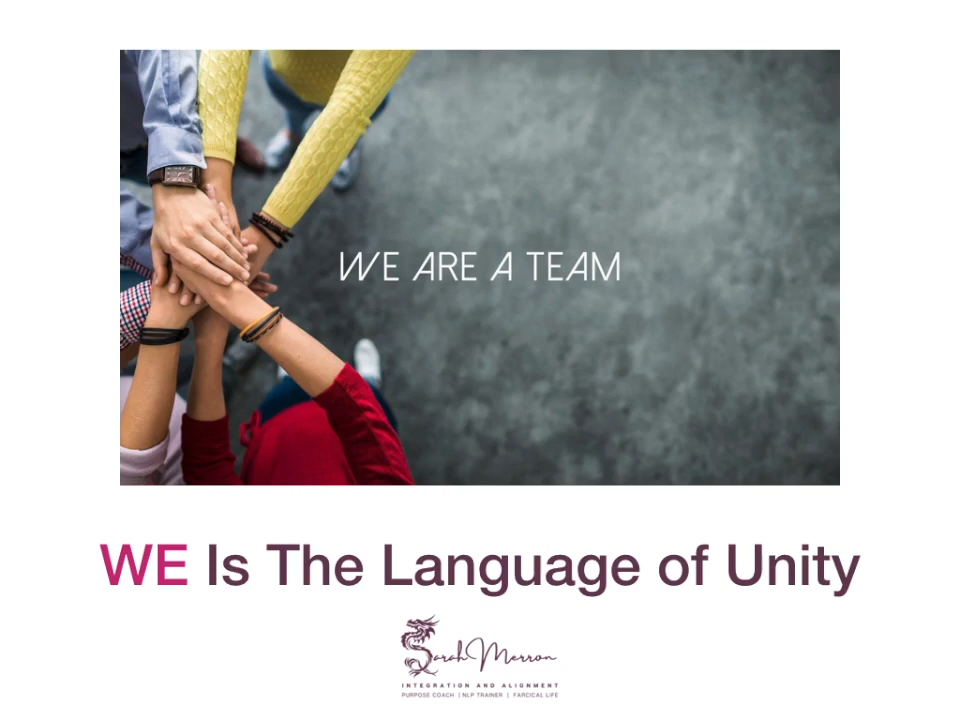 WE ARE A TEAM
WE Is The Language of Unity
Sarah Merron
INTEGRATION AND ALIGNMENT
PURPOSE COACH | NLP TRAINER | FARCICAL LIFE